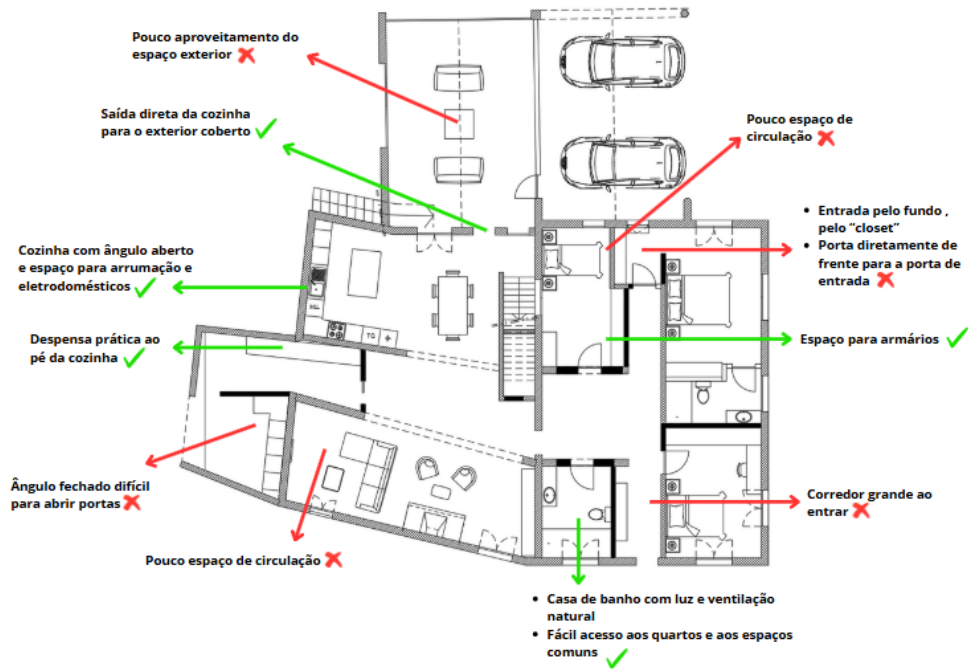 Pouco aproveitamento do
espaço exterior ❌
Saída direta da cozinha
para o exterior coberto ✓
Pouco espaço de
circulação ❌
• Entrada pelo fundo ,
pelo “closet”
• Porta diretamente de
frente para a porta de
entrada ❌
Cozinha com ângulo aberto
e espaço para arrumação e
eletrodomésticos ✓
Despensa prática ao
pé da cozinha ✓
Espaço para armários ✓
Ângulo fechado difícil
para abrir portas ❌
Corredor grande ao
entrar ❌
Pouco espaço de circulação ❌
• Casa de banho com luz e ventilação
natural
• Fácil acesso aos quartos e aos espaços
comuns ✓